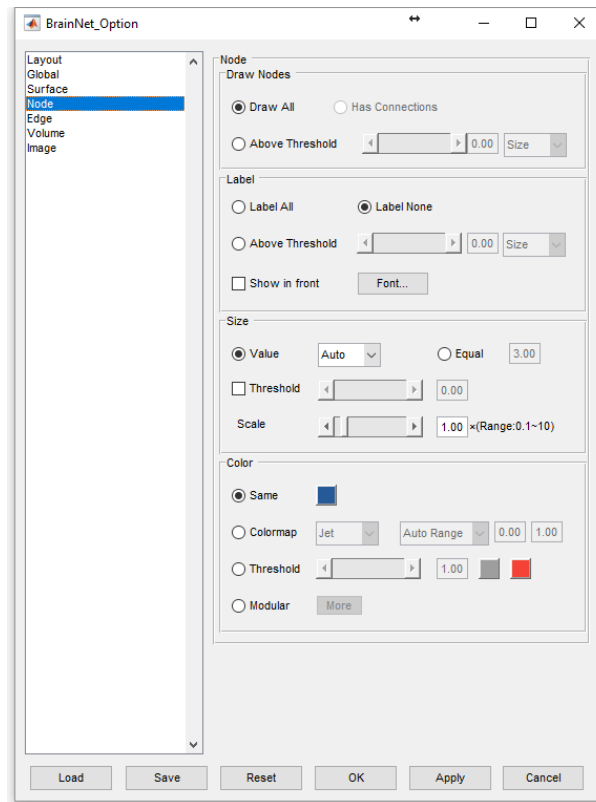 BrainNet_Option
Layout
Global
Surface
Node
Edge
Volume
Image
Node
Draw Nodes
Draw All Has Connections
Above Threshold 0.00 Size
Label
Label All Label None
Above Threshold 0.00 Size
Show in front Font...
Size
Value Auto Equal 3.00
Threshold 0.00
Scale 1.00 ×(Range:0.1~10)
Color
Same
Colormap Jet Auto Range 0.00 1.00
Threshold 1.00
Modular More
Load Save Reset OK Apply Cancel